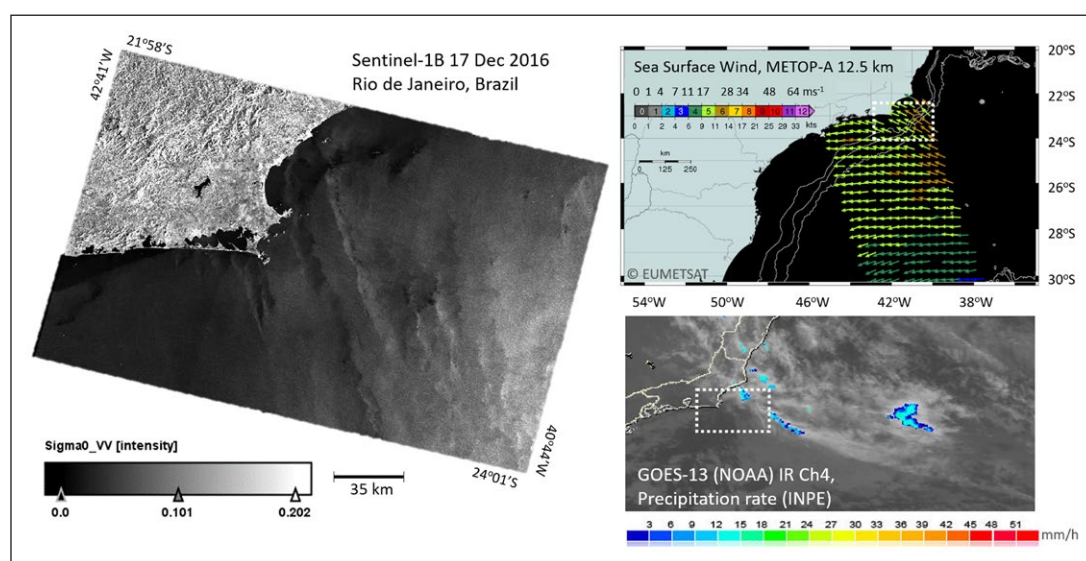 21°58'S
42°41'W
Sentinel-1B 17 Dec 2016
Rio de Janeiro, Brazil
40°44'W
24°01'S
Sigma0_VV [intensity]
0.0 0.101 0.202
35 km
Sea Surface Wind, METOP-A 12.5 km
0 1 2 4 7 11 17 28 34 48 64 ms⁻¹
0 1 2 3 4 5 6 7 8 9 10 11 12
0 1 2 4 6 9 11 14 17 21 25 29 33 kts
km
0 125 250
© EUMETSAT
20°S
22°S
24°S
26°S
28°S
30°S
54°W 50°W 46°W 42°W 38°W
GOES-13 (NOAA) IR Ch4,
Precipitation rate (INPE)
3 6 9 12 15 18 21 24 27 30 33 36 39 42 45 48 51 mm/h